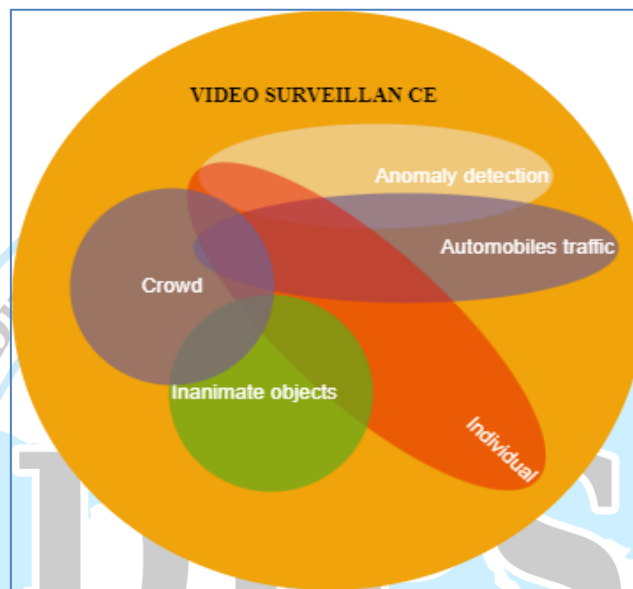 VIDEO SURVEILLAN CE
Anomaly detection
Automobiles traffic
Crowd
Inanimate objects
Individual